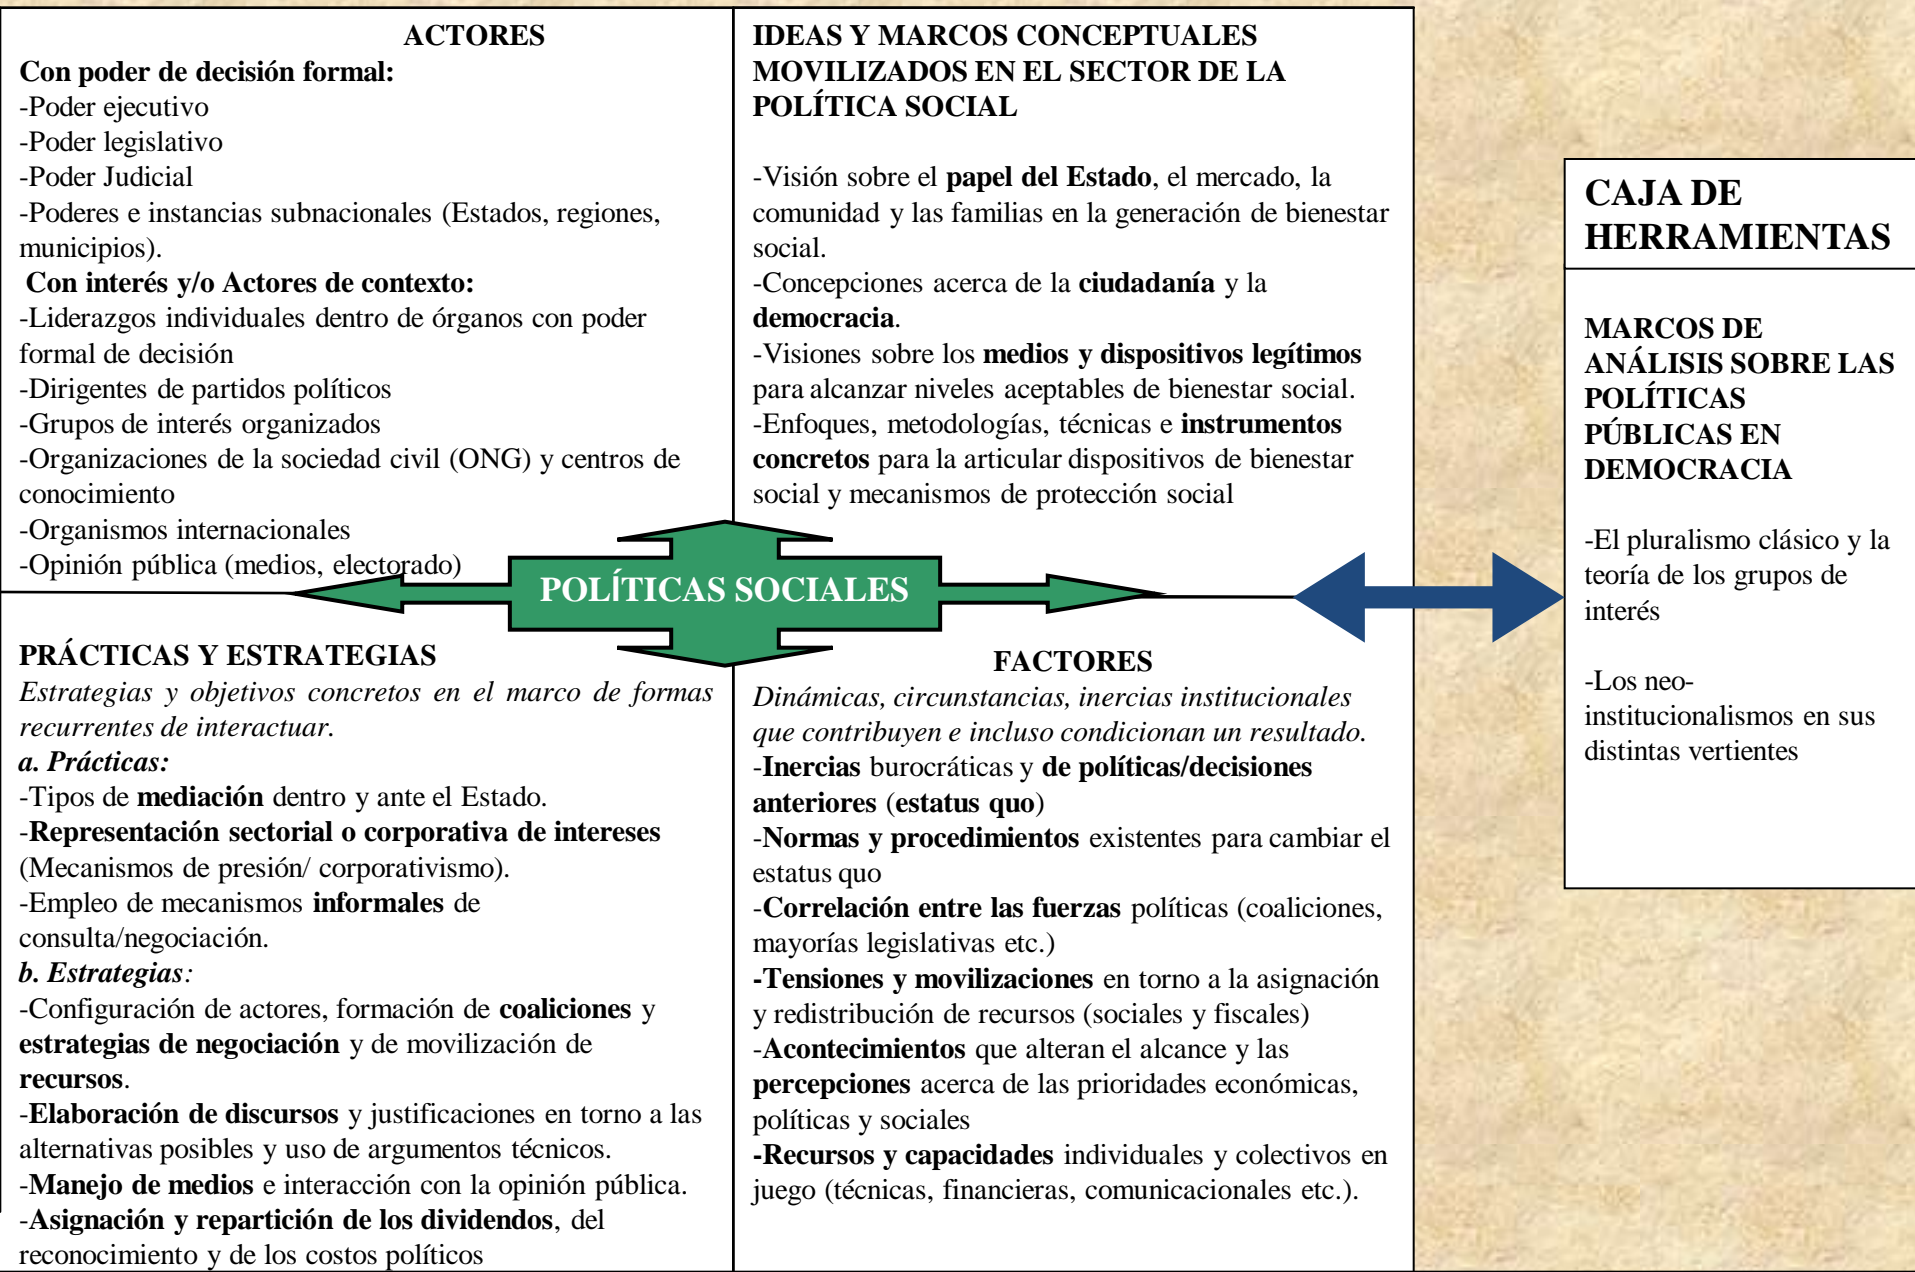 ACTORES
Con poder de decisión formal:
-Poder ejecutivo
-Poder legislativo
-Poder Judicial
-Poderes e instancias subnacionales (Estados, regiones,
municipios).
Con interés y/o Actores de contexto:
-Liderazgos individuales dentro de órganos con poder
formal de decisión
-Dirigentes de partidos políticos
-Grupos de interés organizados
-Organizaciones de la sociedad civil (ONG) y centros de
conocimiento
-Organismos internacionales
-Opinión pública (medios, electorado)
IDEAS Y MARCOS CONCEPTUALES
MOVILIZADOS EN EL SECTOR DE LA
POLÍTICA SOCIAL
-Visión sobre el papel del Estado, el mercado, la
comunidad y las familias en la generación de bienestar
social.
-Concepciones acerca de la ciudadanía y la
democracia.
-Visiones sobre los medios y dispositivos legítimos
para alcanzar niveles aceptables de bienestar social.
-Enfoques, metodologías, técnicas e instrumentos
concretos para la articular dispositivos de bienestar
social y mecanismos de protección social
POLÍTICAS SOCIALES
PRÁCTICAS Y ESTRATEGIAS
Estrategias y objetivos concretos en el marco de formas
recurrentes de interactuar.
a. Prácticas:
-Tipos de mediación dentro y ante el Estado.
-Representación sectorial o corporativa de intereses
(Mecanismos de presión/ corporativismo).
-Empleo de mecanismos informales de
consulta/negociación.
b. Estrategias:
-Configuración de actores, formación de coaliciones y
estrategias de negociación y de movilización de
recursos.
-Elaboración de discursos y justificaciones en torno a las
alternativas posibles y uso de argumentos técnicos.
-Manejo de medios e interacción con la opinión pública.
-Asignación y repartición de los dividendos, del
reconocimiento y de los costos políticos
FACTORES
Dinámicas, circunstancias, inercias institucionales
que contribuyen e incluso condicionan un resultado.
-Inercias burocráticas y de políticas/decisiones
anteriores (estatus quo)
-Normas y procedimientos existentes para cambiar el
estatus quo
-Correlación entre las fuerzas políticas (coaliciones,
mayorías legislativas etc.)
-Tensiones y movilizaciones en torno a la asignación
y redistribución de recursos (sociales y fiscales)
-Acontecimientos que alteran el alcance y las
percepciones acerca de las prioridades económicas,
políticas y sociales
-Recursos y capacidades individuales y colectivos en
juego (técnicas, financieras, comunicacionales etc.).
CAJA DE
HERRAMIENTAS
MARCOS DE
ANÁLISIS SOBRE LAS
POLÍTICAS
PÚBLICAS EN
DEMOCRACIA
-El pluralismo clásico y la
teoría de los grupos de
interés
-Los neo-
institucionalismos en sus
distintas vertientes